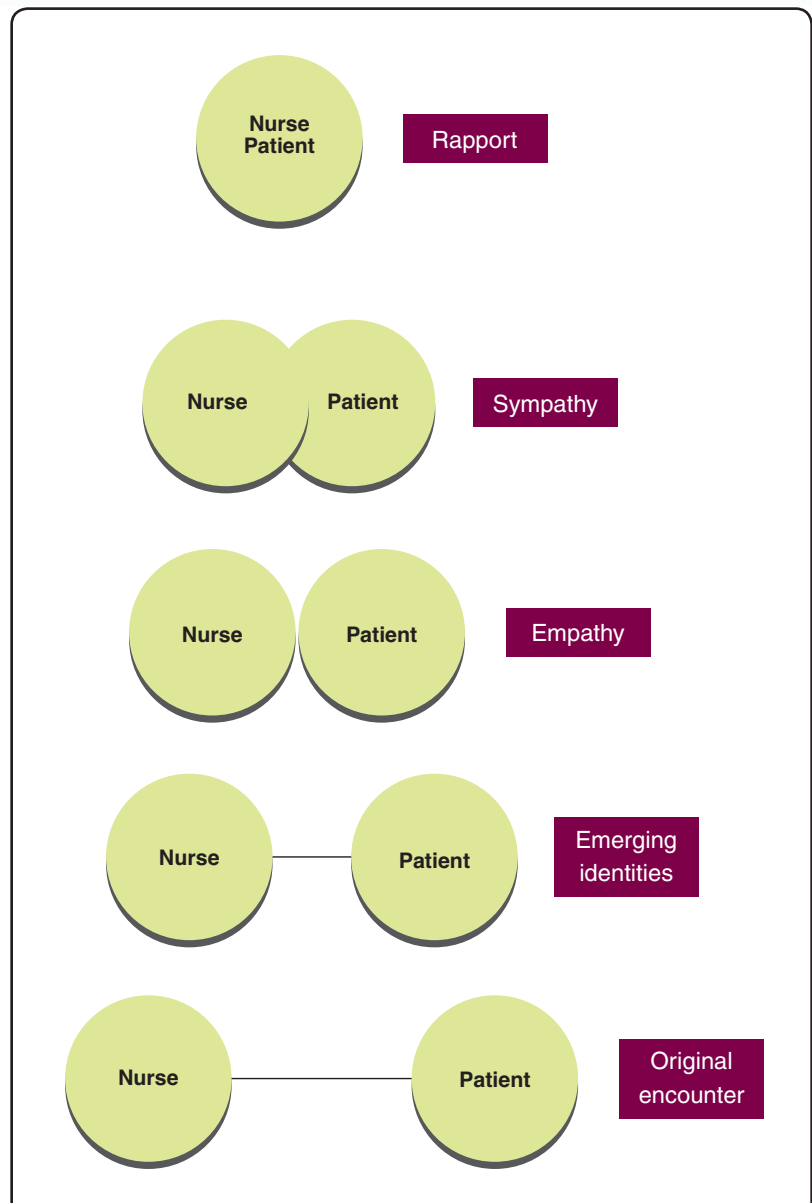 Nurse
Patient
Rapport
Nurse
Patient
Sympathy
Nurse
Patient
Empathy
Nurse
Patient
Emerging
identities
Nurse
Patient
Original
encounter